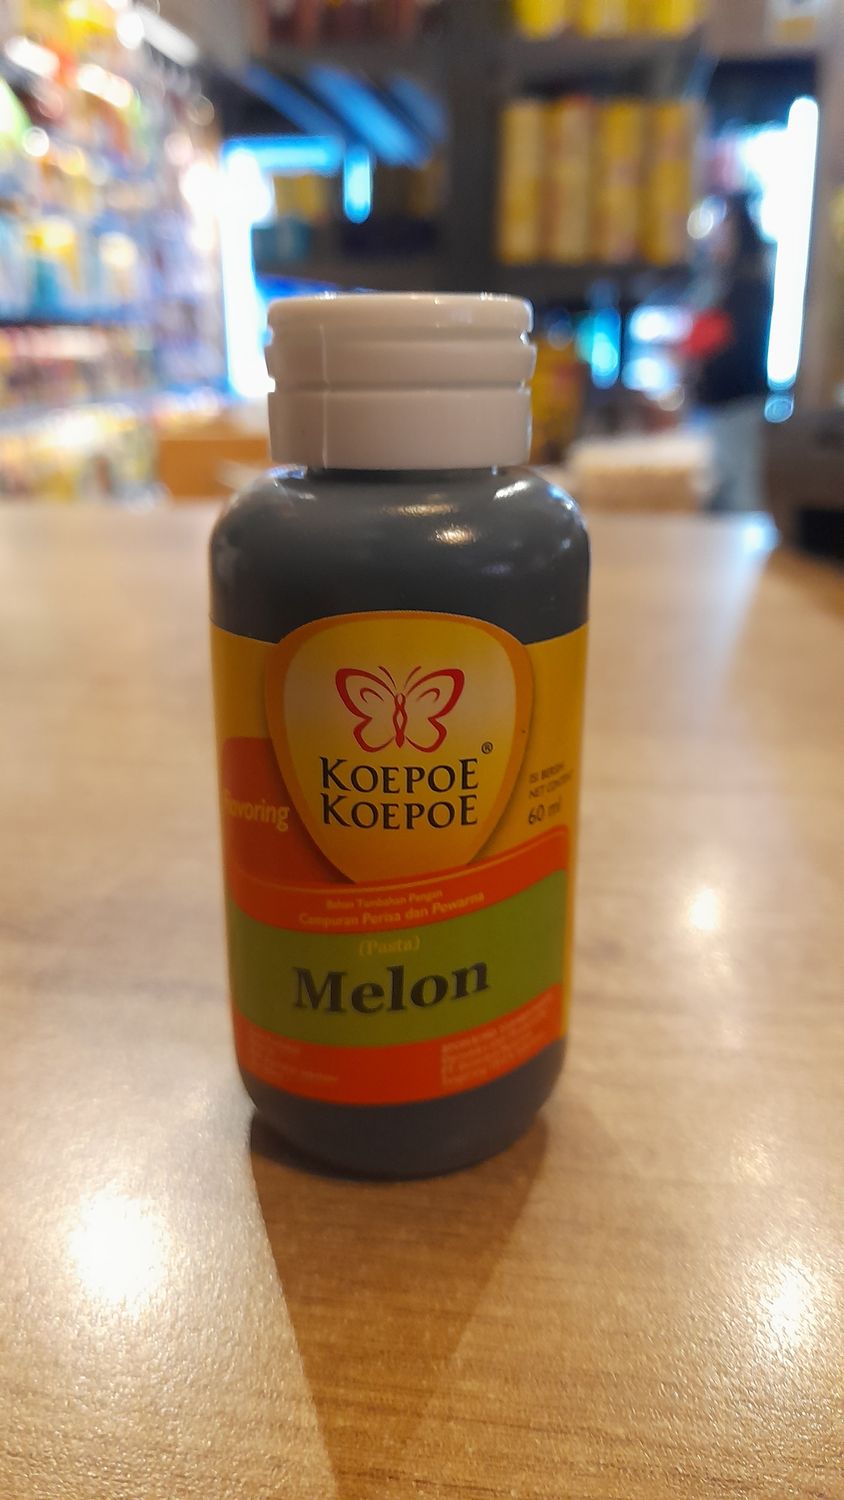 KOEPOE®
KOEPOE
flavoring
ISI BERSIH
NET CONTENT
60 ml
Bahan Tambahan Pangan
Campuran Perisa dan Pewarna
(Pasta)
Melon